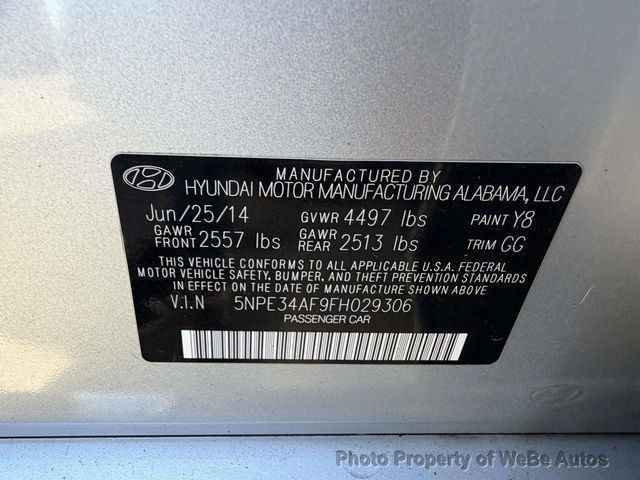 MANUFACTURED BY
HYUNDAI MOTOR MANUFACTURING ALABAMA, LLC
Jun/25/14 GVWR 4497 lbs PAINT Y8
GAWR FRONT 2557 lbs GAWR REAR 2513 lbs TRIM GG
THIS VEHICLE CONFORMS TO ALL APPLICABLE U.S.A. FEDERAL
MOTOR VEHICLE SAFETY, BUMPER, AND THEFT PREVENTION STANDARDS
IN EFFECT ON THE DATE OF MANUFACTURE SHOWN ABOVE.
V.I.N 5NPE34AF9FH029306
PASSENGER CAR
Photo Property of WeBe Autos